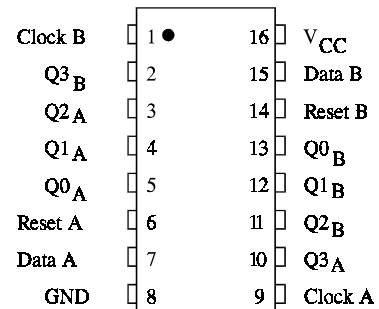 Clock B 1 16 VCC
Q3B 2 15 Data B
Q2A 3 14 Reset B
Q1A 4 13 Q0B
Q0A 5 12 Q1B
Reset A 6 11 Q2B
Data A 7 10 Q3A
GND 8 9 Clock A